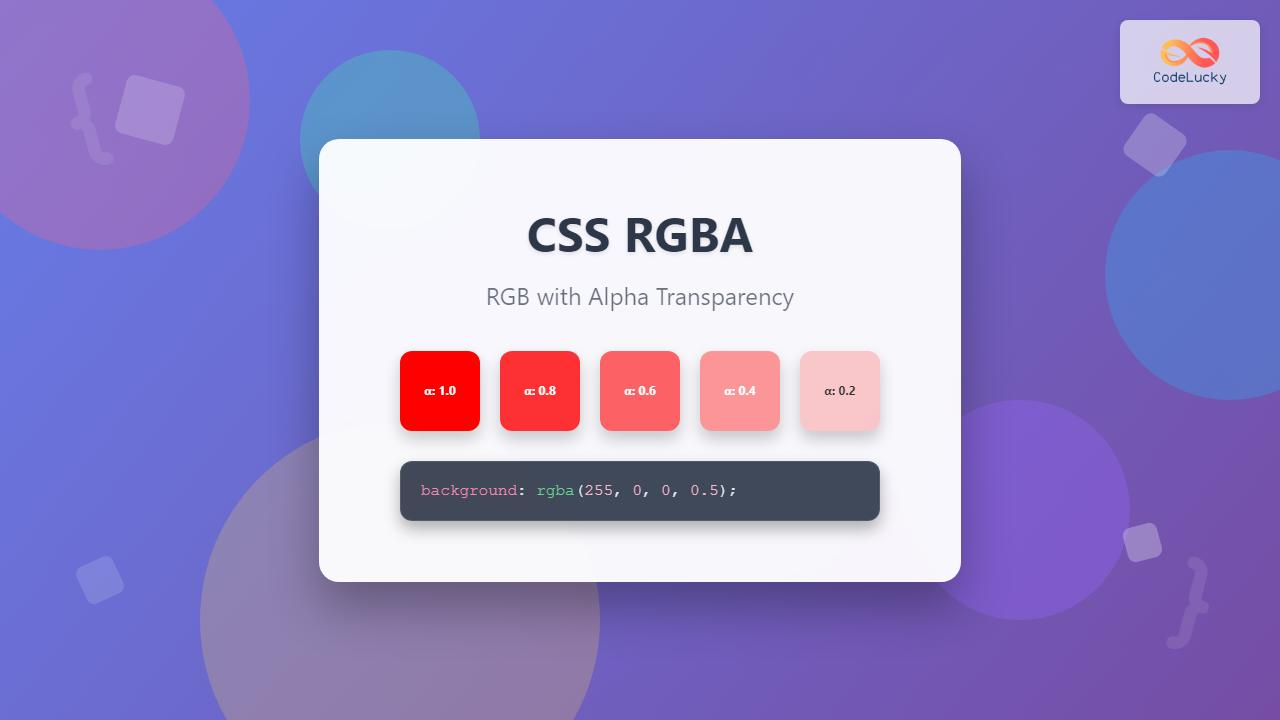 {
CodeLucky
CSS RGBA
RGB with Alpha Transparency
α: 1.0 α: 0.8 α: 0.6 α: 0.4 α: 0.2
background: rgba(255, 0, 0, 0.5);
}